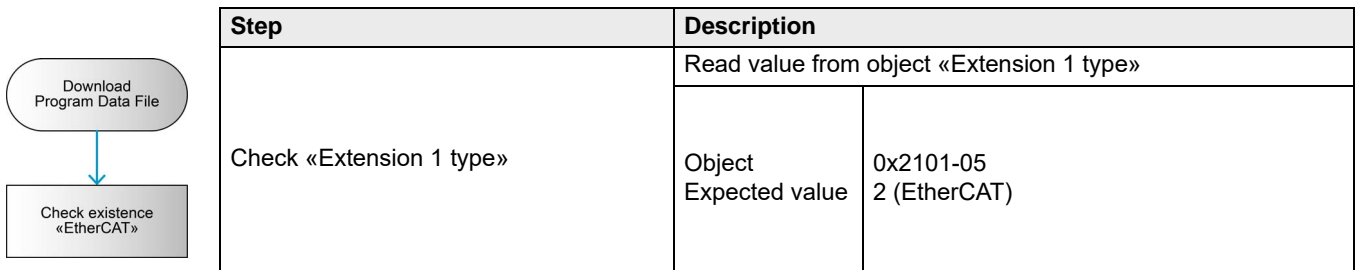 Download
Program Data File
Check existence
«EtherCAT»
Step Description
Check «Extension 1 type»
Read value from object «Extension 1 type»
Object 0x2101-05
Expected value 2 (EtherCAT)